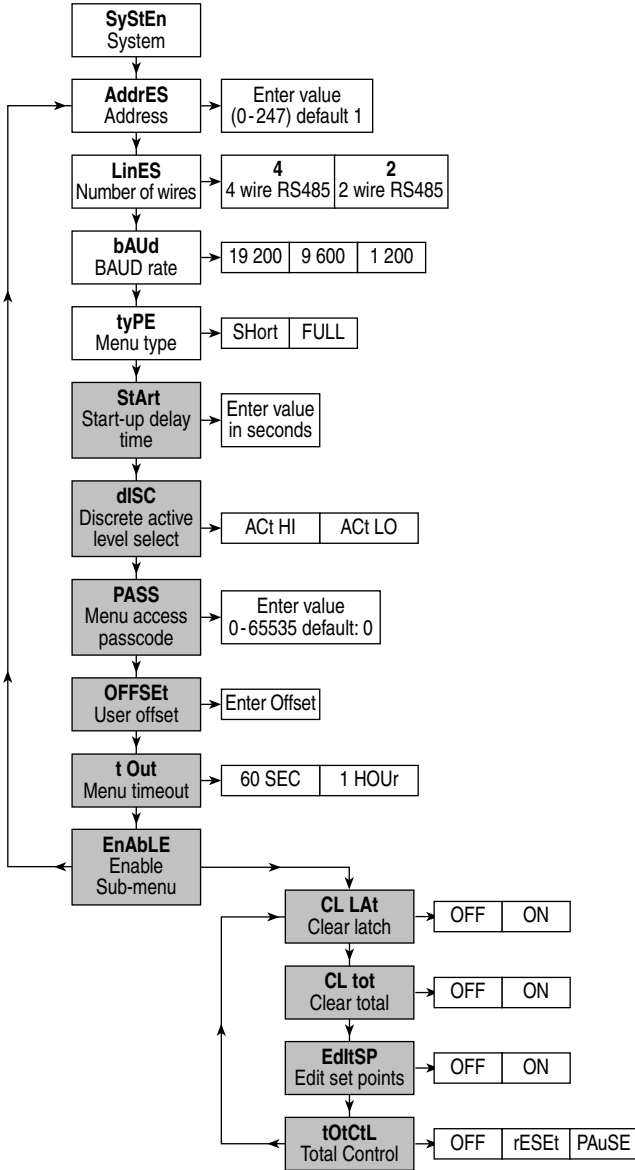 SyStEn
System
AddrES
Address
Enter value
(0-247) default 1
LinES
Number of wires
4
4 wire RS485
2
2 wire RS485
bAUd
BAUD rate
19 200
9 600
1 200
tyPE
Menu type
SHort
FULL
StArt
Start-up delay
time
Enter value
in seconds
dISC
Discrete active
level select
ACt HI
ACt LO
PASS
Menu access
passcode
Enter value
0-65535 default: 0
OFFSEt
User offset
Enter Offset
t Out
Menu timeout
60 SEC
1 HOUr
EnAbLE
Enable
Sub-menu
CL LAt
Clear latch
OFF
ON
CL tot
Clear total
OFF
ON
EdItSP
Edit set points
OFF
ON
tOtCtL
Total Control
OFF
rESEt
PAuSE